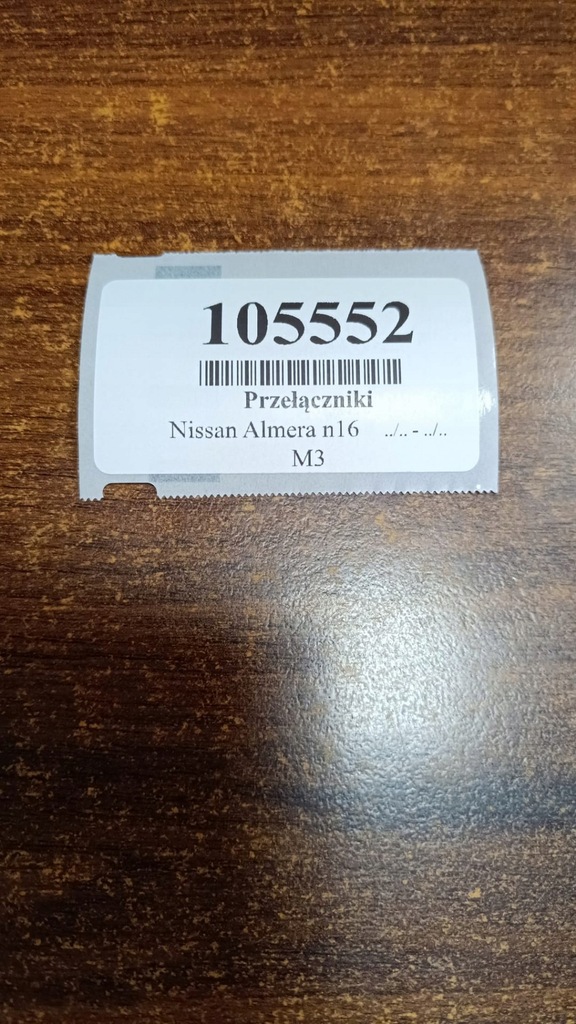 105552
Przełączniki
Nissan Almera n16 ../.. - ../..
M3